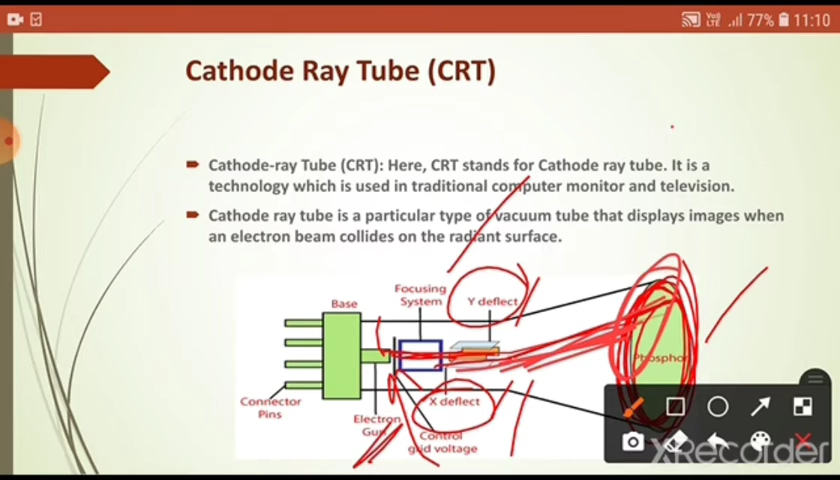 Vo))
LTE
77%
11:10
Cathode Ray Tube (CRT)
Cathode-ray Tube (CRT): Here, CRT stands for Cathode ray tube. It is a
technology which is used in traditional computer monitor and television.
Cathode ray tube is a particular type of vacuum tube that displays images when
an electron beam collides on the radiant surface.
Focusing
System
Y deflect
Base
Phosphor
Connector
Pins
X deflect
Electron
Gun
Control
grid voltage
XRecorder